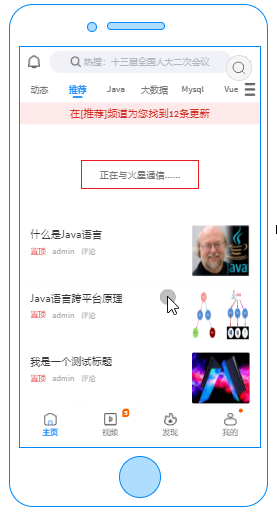 热搜：十三届全国人大二次会议
动态 推荐 Java 大数据 Mysql Vue
在[推荐]频道为您找到12条更新
正在与火星通信......
什么是Java语言
置顶 admin 评论
Java语言跨平台原理
置顶 admin 评论
我是一个测试标题
置顶 admin 评论
主页 视频 发现 我的